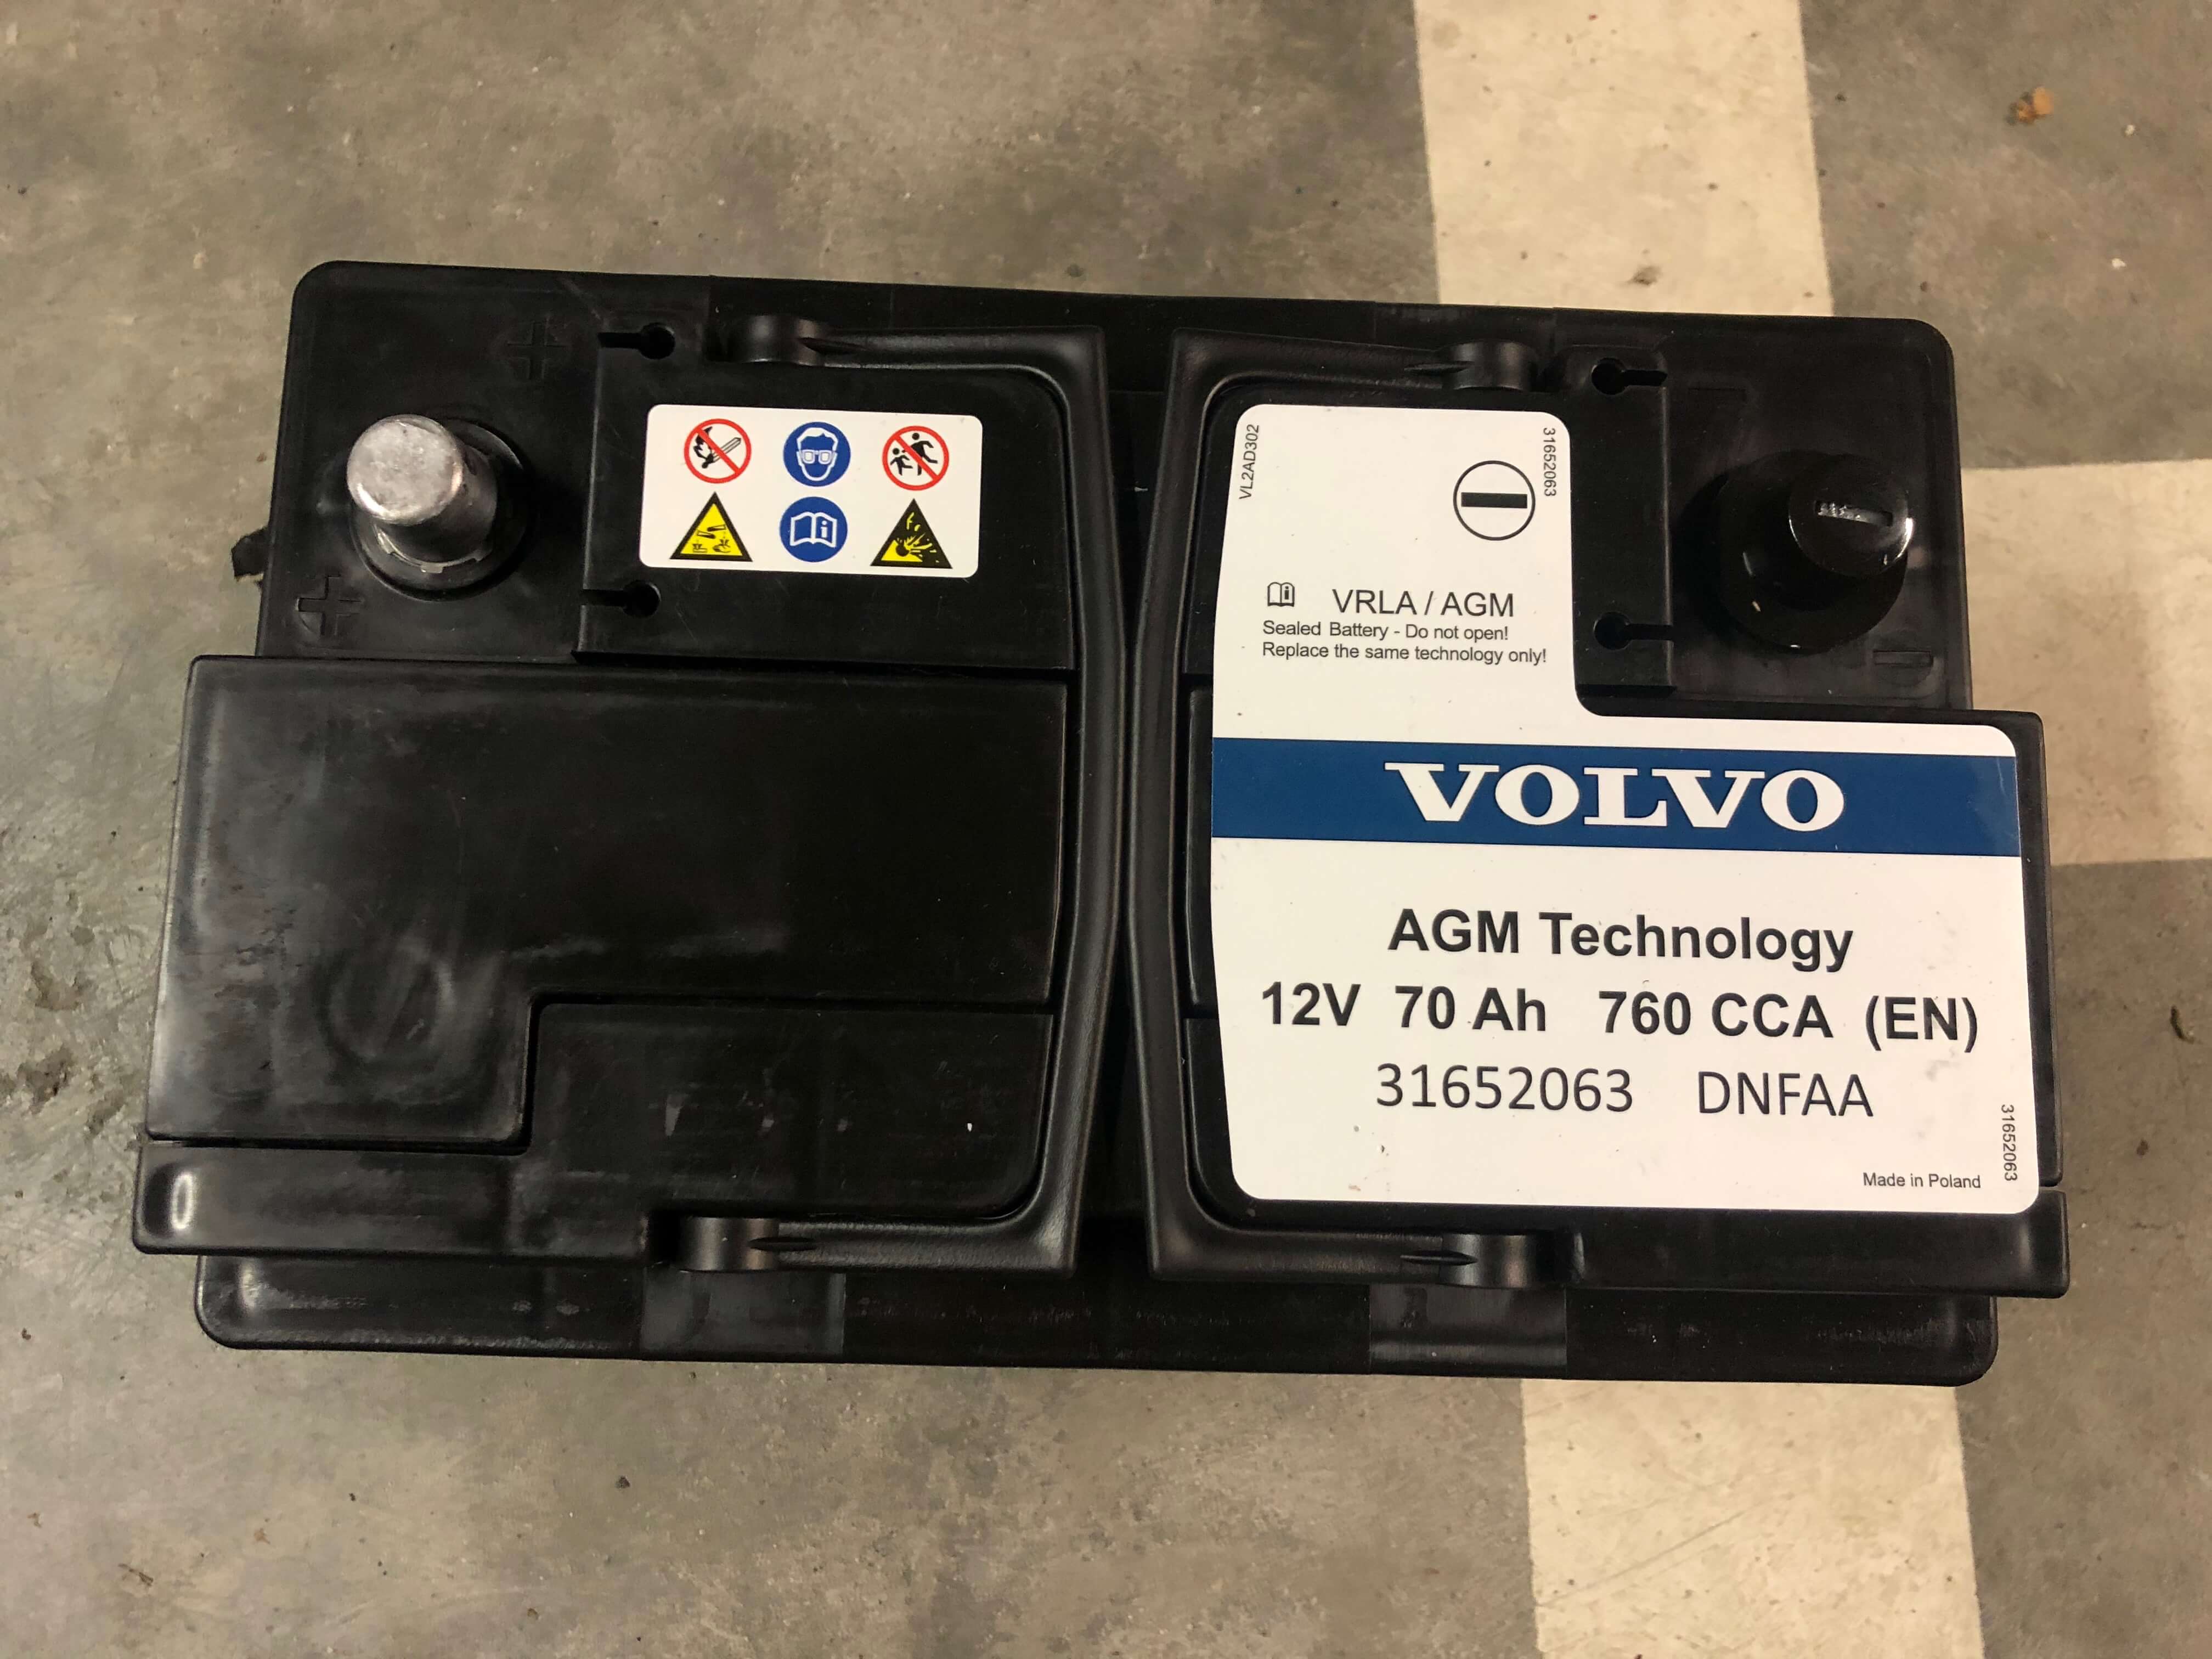 VL2AD302
31652063
VRLA / AGM
Sealed Battery - Do not open!
Replace the same technology only!
VOLVO
AGM Technology
12V 70 Ah 760 CCA (EN)
31652063 DNFAA
31652063
Made in Poland